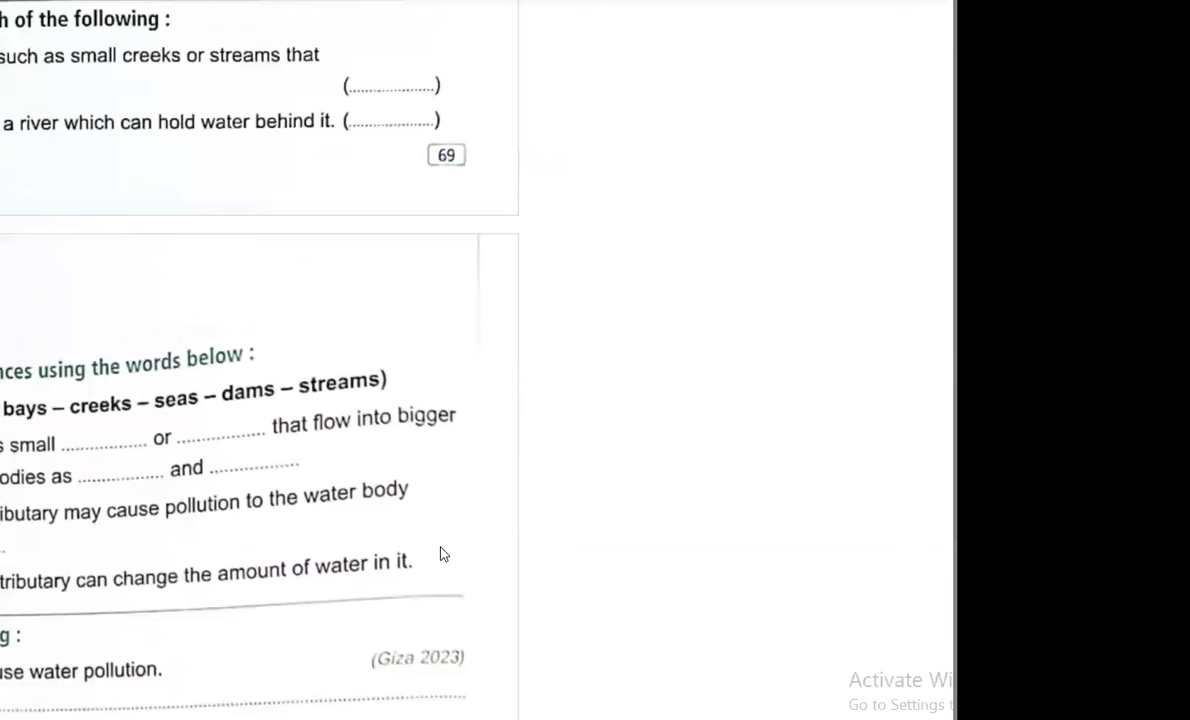 h of the following :
such as small creeks or streams that
(....................)
a river which can hold water behind it. (....................)
69
nces using the words below :
bays – creeks – seas – dams – streams)
s small .................. or .................. that flow into bigger
odies as .................. and ..................
ibutary may cause pollution to the water body
.
tributary can change the amount of water in it.
g :
use water pollution.
(Giza 2023)
Activate Wi
Go to Settings t